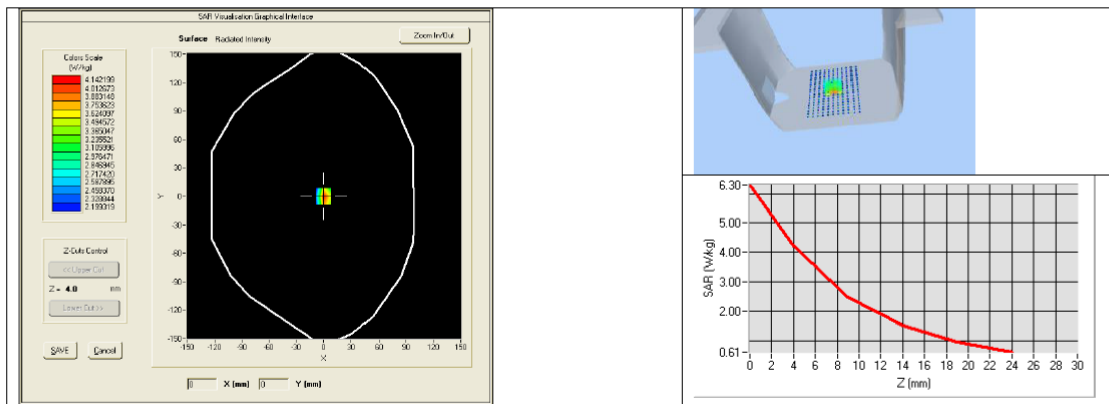 SAR Visualisation Graphical Interface
Surface Radiated Intensity
Zoom In/Out
Colors Scale
(W/kg)
4.142199
4.012673
3.883148
3.753623
3.624097
3.494572
3.365047
3.235521
3.105996
2.976471
2.846945
2.717420
2.587895
2.458370
2.328844
2.199319
Z-Cuts Control
<< Upper Cut
Z = 4.0 mm
Lower Cut >>
SAVE Cancel
Y
150
120
90
60
30
0
-30
-60
-90
-120
-150
-150 -120 -90 -60 -30 0 30 60 90 120 150
X
0 X (mm) 0 Y (mm)
SAR (W/kg)
6.30
5.00
4.00
3.00
2.00
0.61
0 2 4 6 8 10 12 14 16 18 20 22 24 26 28 30
Z (mm)